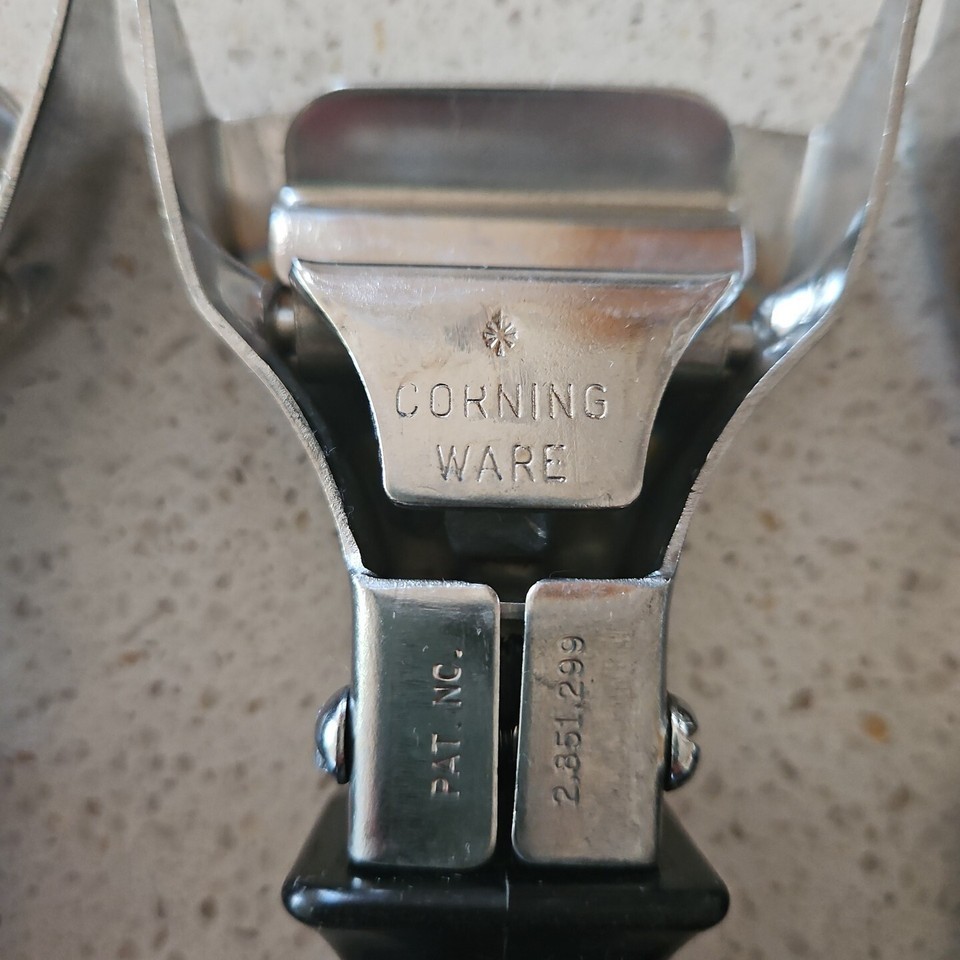 CORNING
WARE
PAT. NO.
2,851,299